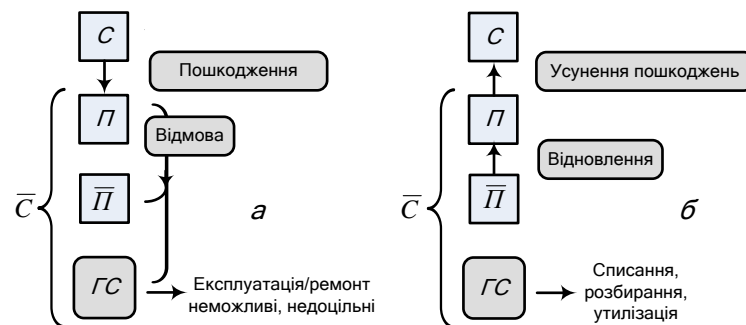 С
Пошкодження
П
Відмова
C̅
П̅
а
ГС
Експлуатація/ремонт
неможливі, недоцільні
С
Усунення пошкоджень
П
Відновлення
C̅
П̅
б
ГС
Списання,
розбирання,
утилізація